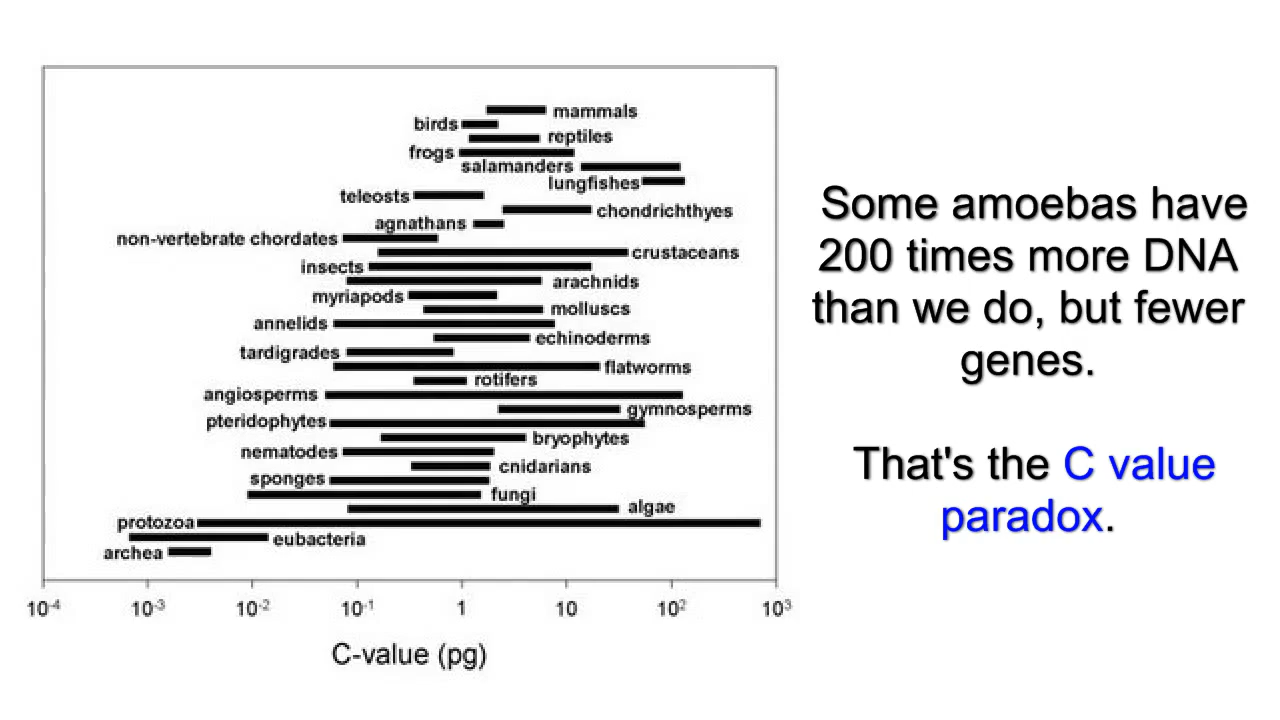 mammals
birds
reptiles
frogs
salamanders
lungfishes
teleosts
chondrichthyes
agnathans
non-vertebrate chordates
crustaceans
insects
arachnids
myriapods
molluscs
annelids
echinoderms
tardigrades
flatworms
rotifers
angiosperms
gymnosperms
pteridophytes
bryophytes
nematodes
cnidarians
sponges
fungi
algae
protozoa
eubacteria
archea
10⁻⁴ 10⁻³ 10⁻² 10⁻¹ 1 10 10² 10³
C-value (pg)
Some amoebas have
200 times more DNA
than we do, but fewer
genes.
That's the C value
paradox.